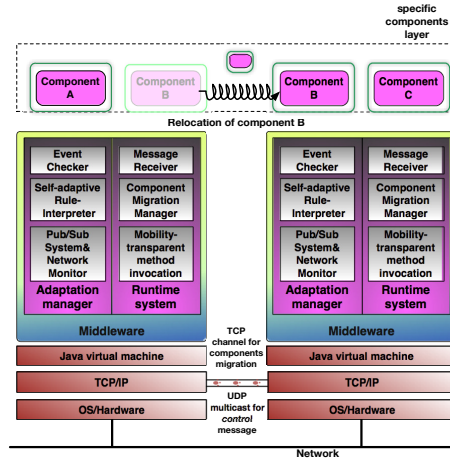 specific
components
layer
Component
A
Component
B
Component
B
Component
C
Relocation of component B
Event
Checker
Message
Receiver
Self-adaptive
Rule-
Interpreter
Component
Migration
Manager
Pub/Sub
System&
Network
Monitor
Mobility-
transparent
method
invocation
Adaptation
manager
Runtime
system
Middleware
Java virtual machine
TCP/IP
OS/Hardware
TCP
channel for
components
migration
UDP
multicast for
control
message
Event
Checker
Message
Receiver
Self-adaptive
Rule-
Interpreter
Component
Migration
Manager
Pub/Sub
System&
Network
Monitor
Mobility-
transparent
method
invocation
Adaptation
manager
Runtime
system
Middleware
Java virtual machine
TCP/IP
OS/Hardware
Network